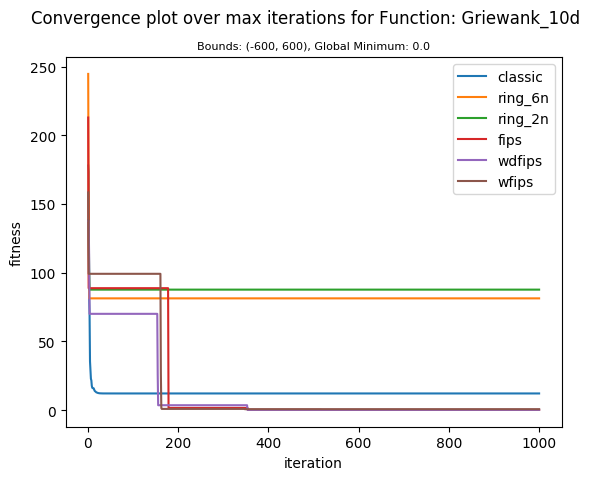 Convergence plot over max iterations for Function: Griewank_10d
Bounds: (-600, 600), Global Minimum: 0.0
250
200
150
100
50
0
fitness
classic
ring_6n
ring_2n
fips
wdfips
wfips
0 200 400 600 800 1000
iteration